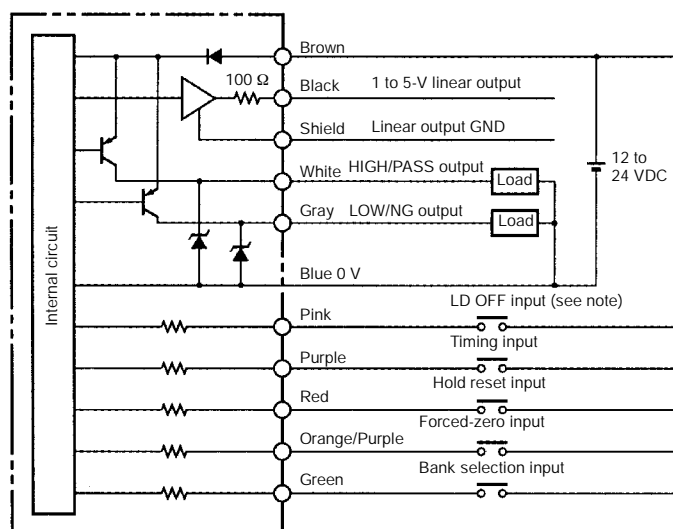 Brown
100 Ω
Black 1 to 5-V linear output
Shield Linear output GND
White HIGH/PASS output
Load
12 to
24 VDC
Gray LOW/NG output
Load
Internal circuit
Blue 0 V
LD OFF input (see note)
Pink
Timing input
Purple
Hold reset input
Red
Forced-zero input
Orange/Purple
Bank selection input
Green